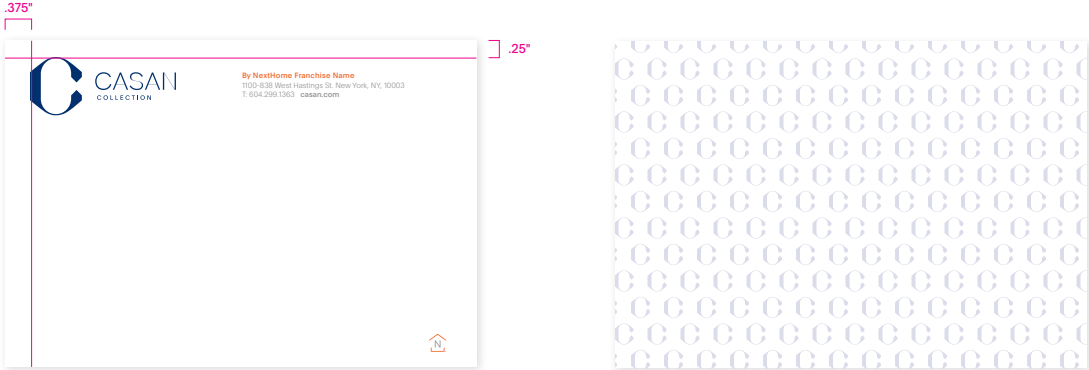 .375"
.25"
C CASAN
COLLECTION
By NextHome Franchise Name
1100-838 West Hastings St. New York, NY, 10003
T: 604.299.1363 casan.com
N